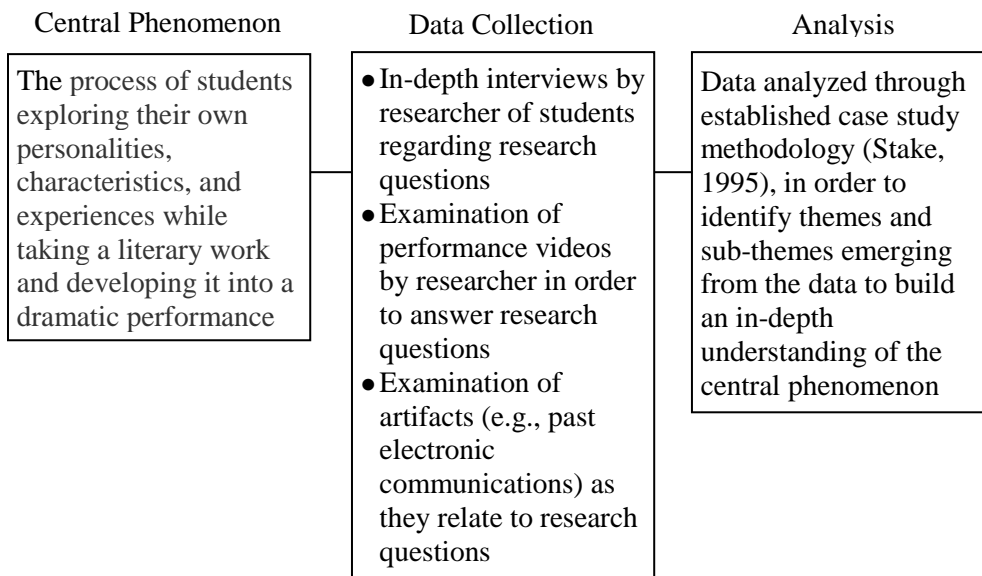 Central Phenomenon
The process of students
exploring their own
personalities,
characteristics, and
experiences while
taking a literary work
and developing it into a
dramatic performance
Data Collection
● In-depth interviews by
researcher of students
regarding research
questions
● Examination of
performance videos
by researcher in order
to answer research
questions
● Examination of
artifacts (e.g., past
electronic
communications) as
they relate to research
questions
Analysis
Data analyzed through
established case study
methodology (Stake,
1995), in order to
identify themes and
sub-themes emerging
from the data to build
an in-depth
understanding of the
central phenomenon